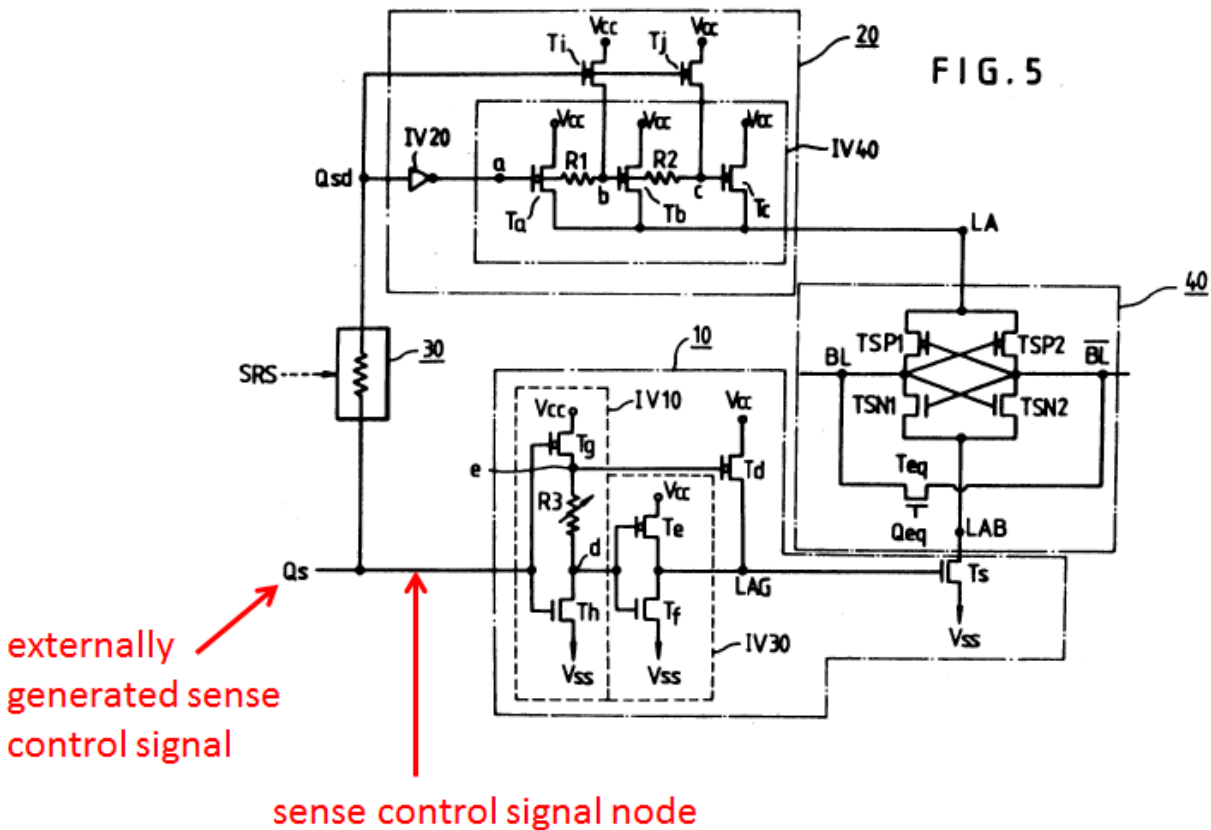 FIG. 5
20
Vcc
Vcc
Ti
Tj
Vcc
Vcc
Vcc
IV40
IV20
a
R1
b
R2
c
Qsd
Ta
Tb
Tc
LA
40
30
SRS
10
TSP1
TSP2
BL
BL
TSN1
TSN2
IV10
Vcc
Tg
Vcc
e
Td
Teq
R3
Vcc
Te
Qeq
LAB
d
Qs
LAG
Ts
Th
Tf
Vss
Vss
Vss
IV30
externally
generated sense
control signal
sense control signal node